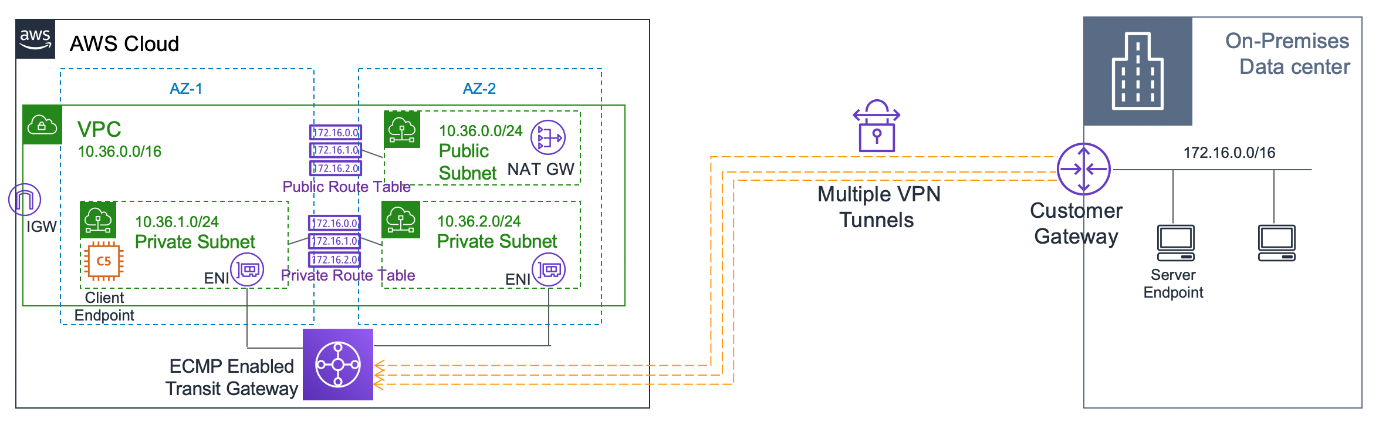 aws
AWS Cloud
On-Premises
Data center
AZ-1
AZ-2
VPC
10.36.0.0/16
172.16.0.0
172.16.1.0
172.16.2.0
Public Route Table
10.36.0.0/24
Public
Subnet
NAT GW
IGW
10.36.1.0/24
Private Subnet
C5
ENI
Client
Endpoint
172.16.0.0
172.16.1.0
172.16.2.0
Private Route Table
10.36.2.0/24
Private Subnet
ENI
ECMP Enabled
Transit Gateway
Multiple VPN
Tunnels
Customer
Gateway
172.16.0.0/16
Server
Endpoint